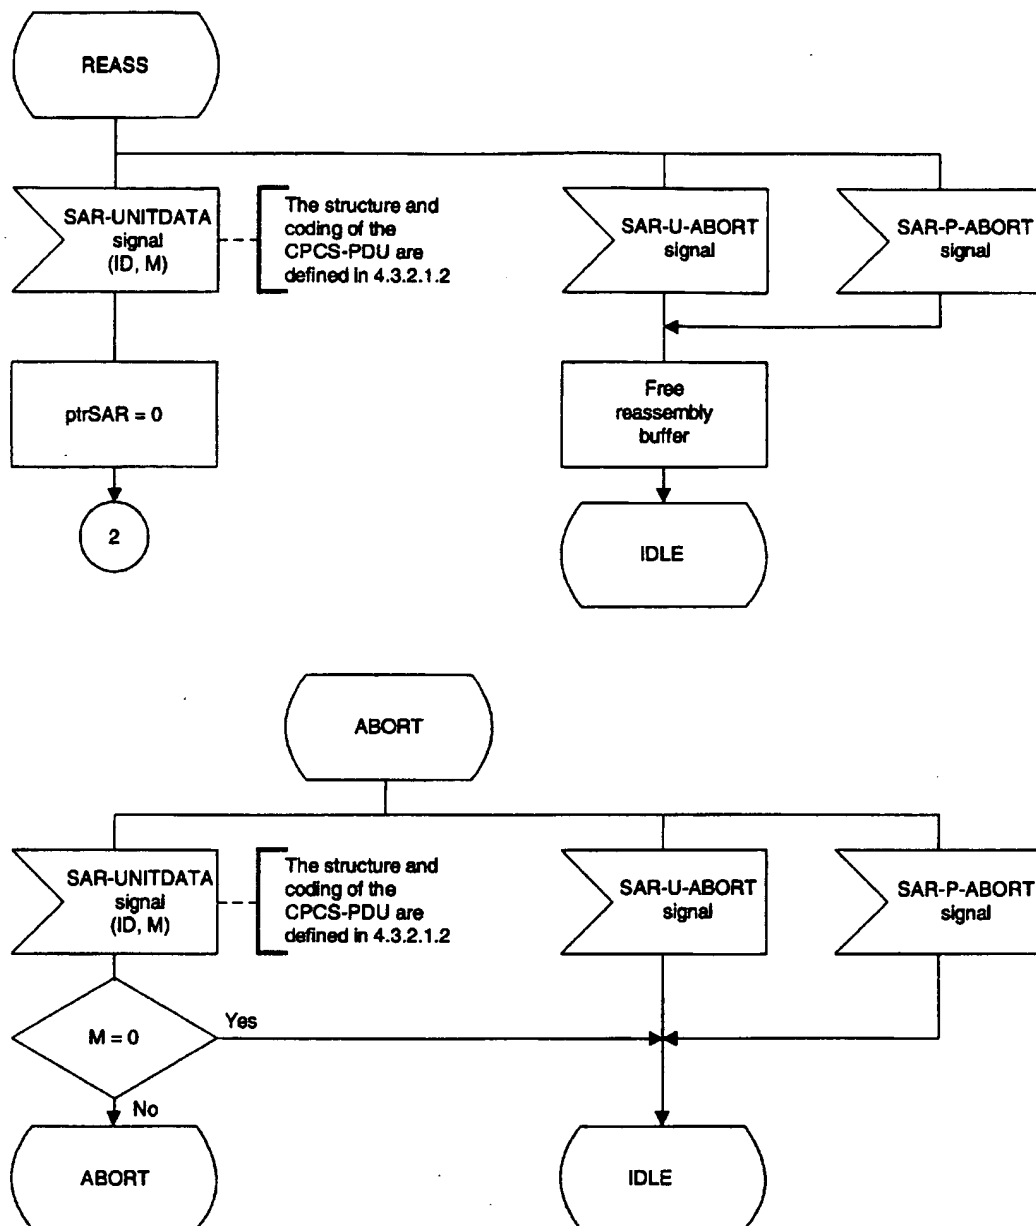 REASS
SAR-UNITDATA
signal
(ID, M)
The structure and
coding of the
CPCS-PDU are
defined in 4.3.2.1.2
SAR-U-ABORT
signal
SAR-P-ABORT
signal
ptrSAR = 0
Free
reassembly
buffer
2
IDLE
ABORT
SAR-UNITDATA
signal
(ID, M)
The structure and
coding of the
CPCS-PDU are
defined in 4.3.2.1.2
SAR-U-ABORT
signal
SAR-P-ABORT
signal
M = 0
Yes
No
ABORT
IDLE